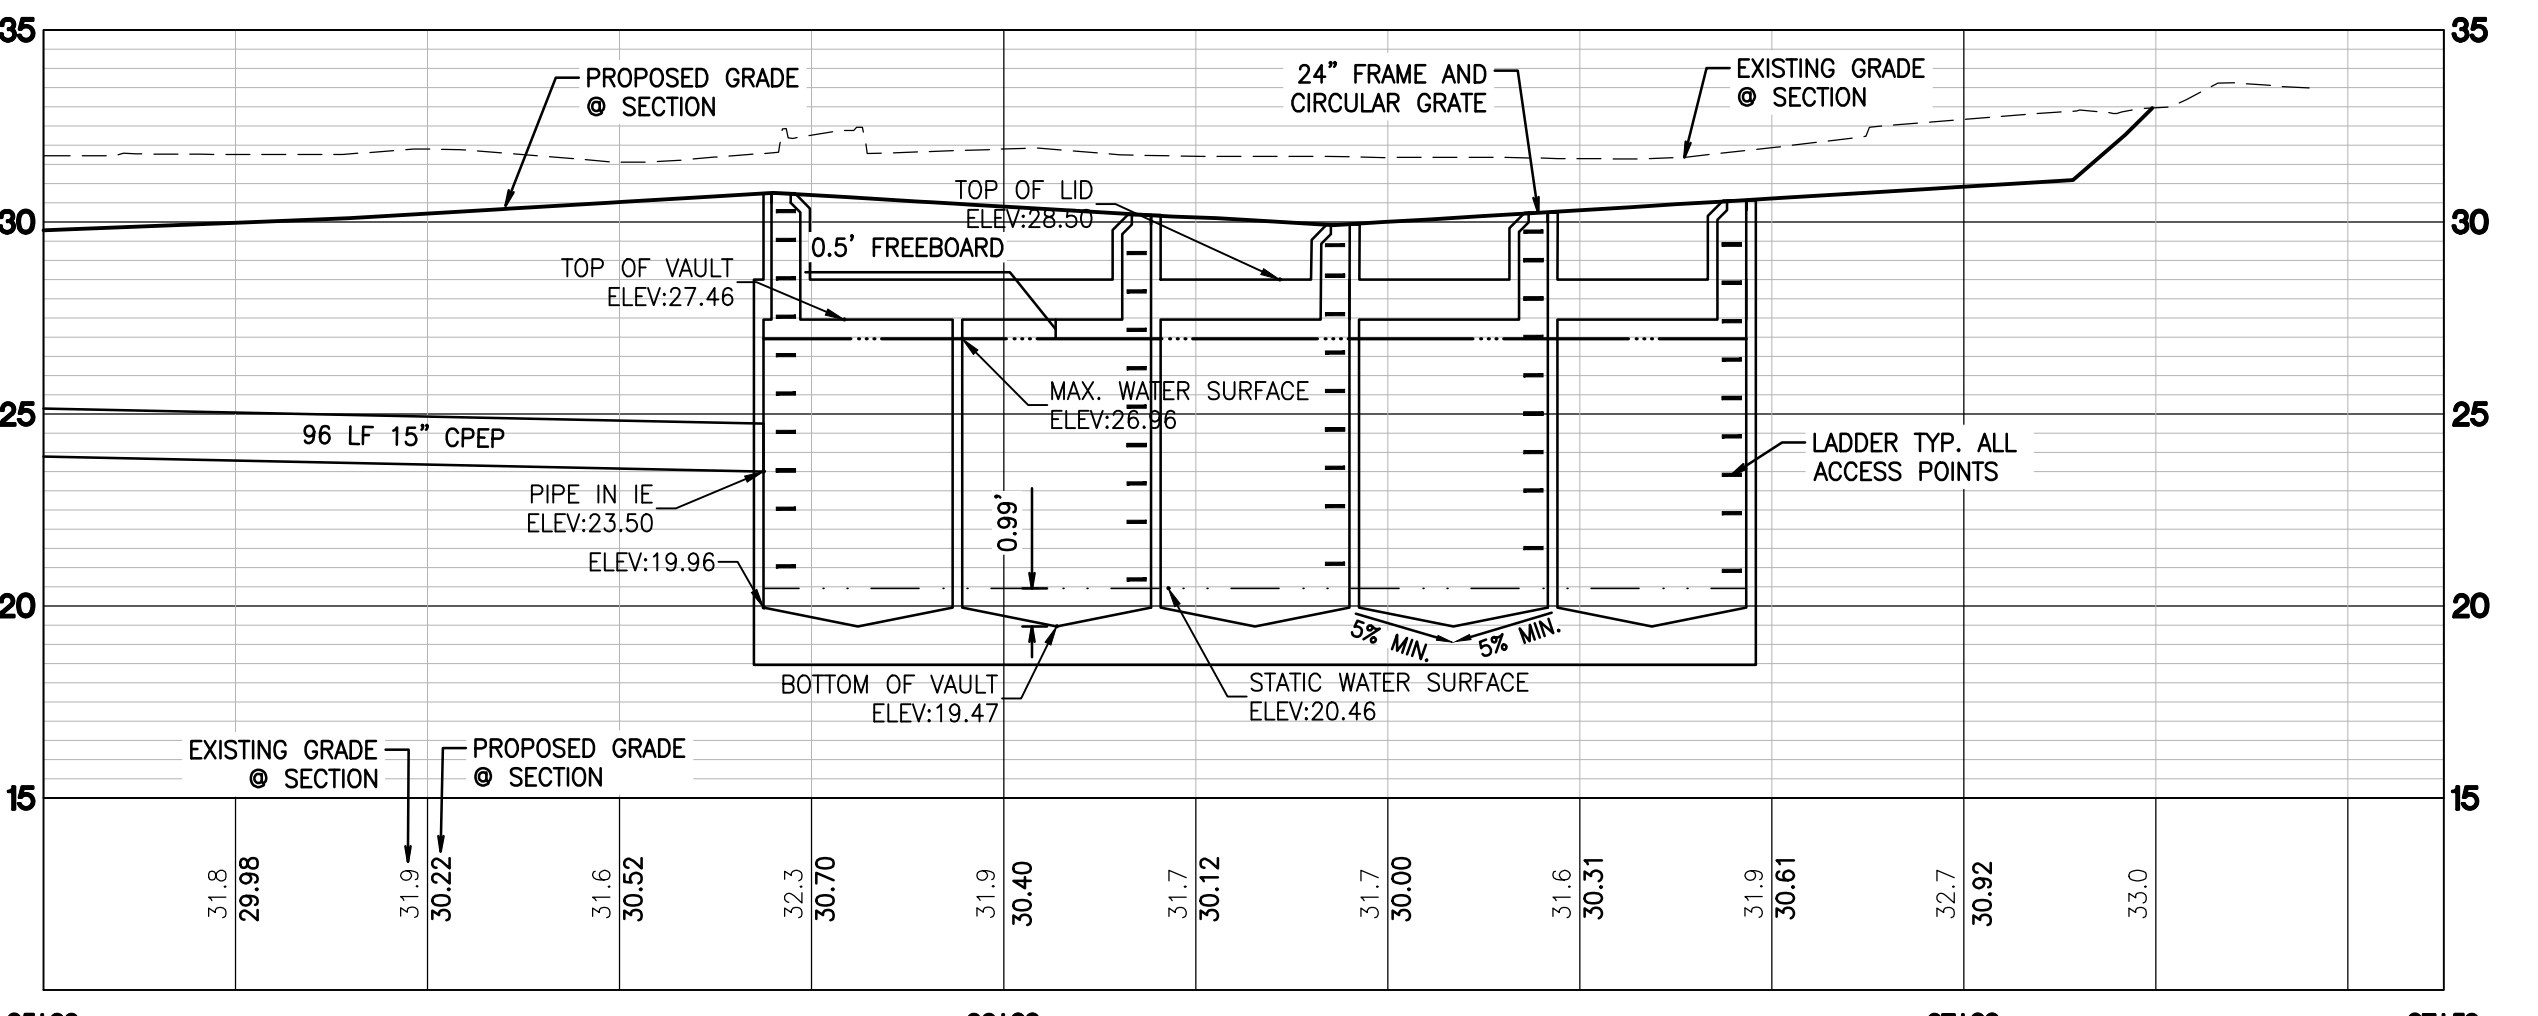 35
35
PROPOSED GRADE
@ SECTION
24" FRAME AND
CIRCULAR GRATE
EXISTING GRADE
@ SECTION
TOP OF LID
ELEV:28.50
30
30
0.5' FREEBOARD
TOP OF VAULT
ELEV:27.46
MAX. WATER SURFACE
ELEV:26.96
25
25
96 LF 15" CPEP
LADDER TYP. ALL
ACCESS POINTS
PIPE IN IE
ELEV:23.50
0.99'
ELEV:19.96
20
20
5% MIN.
5% MIN.
BOTTOM OF VAULT
ELEV:19.47
STATIC WATER SURFACE
ELEV:20.46
EXISTING GRADE
@ SECTION
PROPOSED GRADE
@ SECTION
15
15
31.8
29.98
31.9
30.22
31.6
30.52
32.3
30.70
31.9
30.40
31.7
30.12
31.7
30.00
31.6
30.31
31.9
30.61
32.7
30.92
33.0